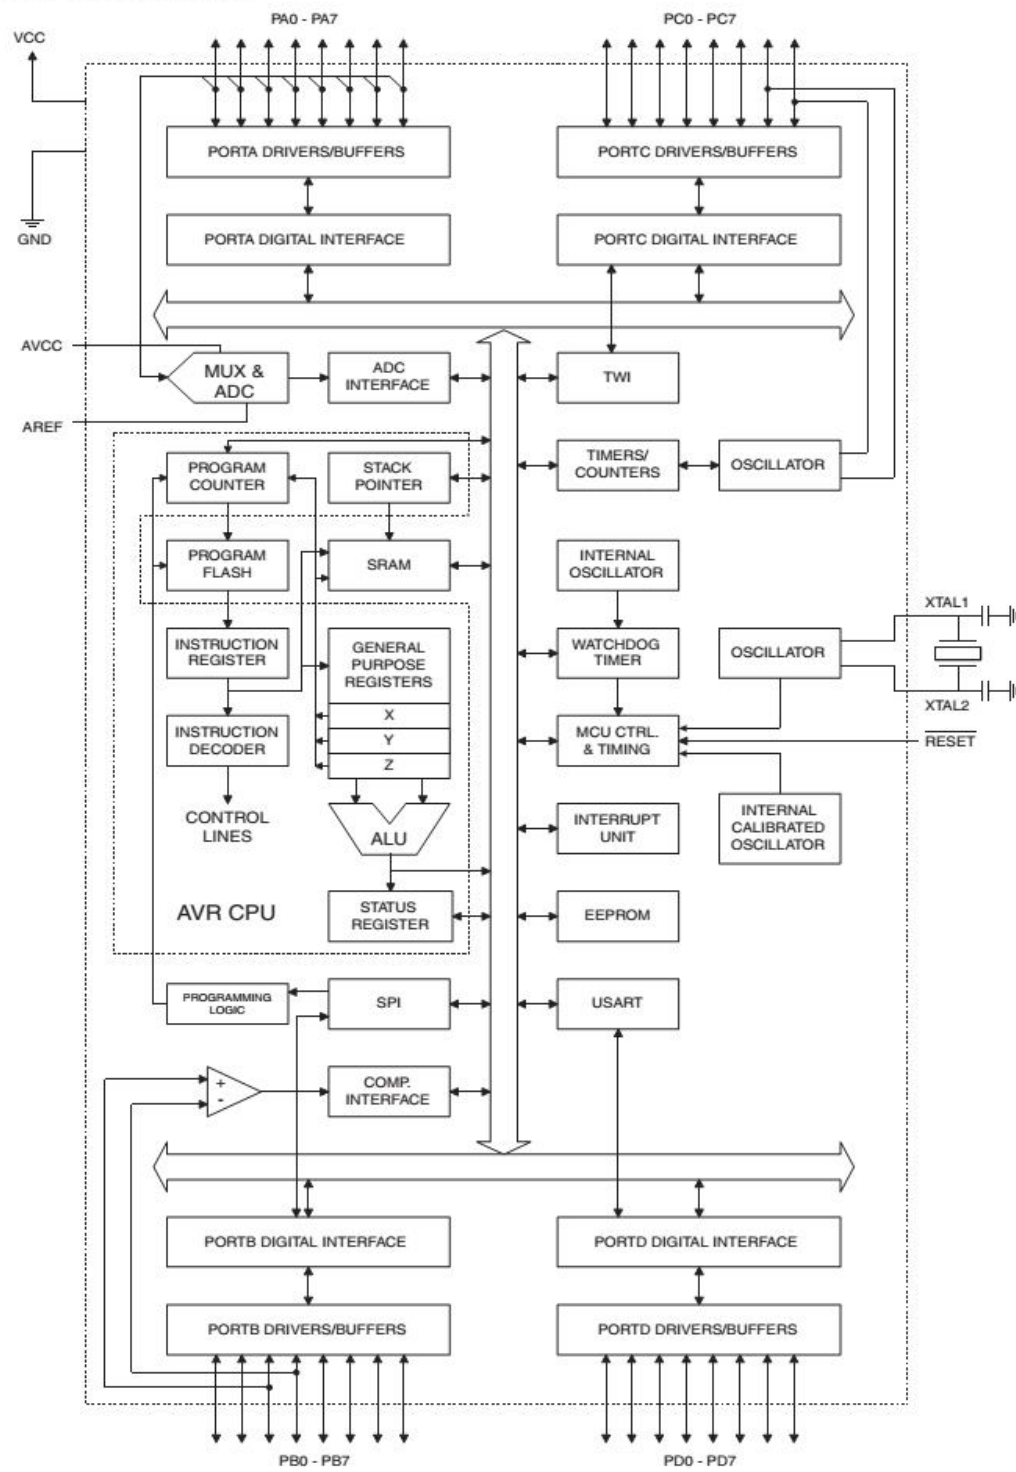 PA0 - PA7
PC0 - PC7
VCC
PORTA DRIVERS/BUFFERS
PORTC DRIVERS/BUFFERS
GND
PORTA DIGITAL INTERFACE
PORTC DIGITAL INTERFACE
AVCC
MUX &
ADC
ADC
INTERFACE
TWI
AREF
PROGRAM
COUNTER
STACK
POINTER
TIMERS/
COUNTERS
OSCILLATOR
PROGRAM
FLASH
SRAM
INTERNAL
OSCILLATOR
XTAL1
INSTRUCTION
REGISTER
GENERAL
PURPOSE
REGISTERS
WATCHDOG
TIMER
OSCILLATOR
XTAL2
X
Y
Z
INSTRUCTION
DECODER
MCU CTRL.
& TIMING
RESET
CONTROL
LINES
ALU
INTERRUPT
UNIT
INTERNAL
CALIBRATED
OSCILLATOR
AVR CPU
STATUS
REGISTER
EEPROM
PROGRAMMING
LOGIC
SPI
USART
+
-
COMP.
INTERFACE
PORTB DIGITAL INTERFACE
PORTD DIGITAL INTERFACE
PORTB DRIVERS/BUFFERS
PORTD DRIVERS/BUFFERS
PB0 - PB7
PD0 - PD7